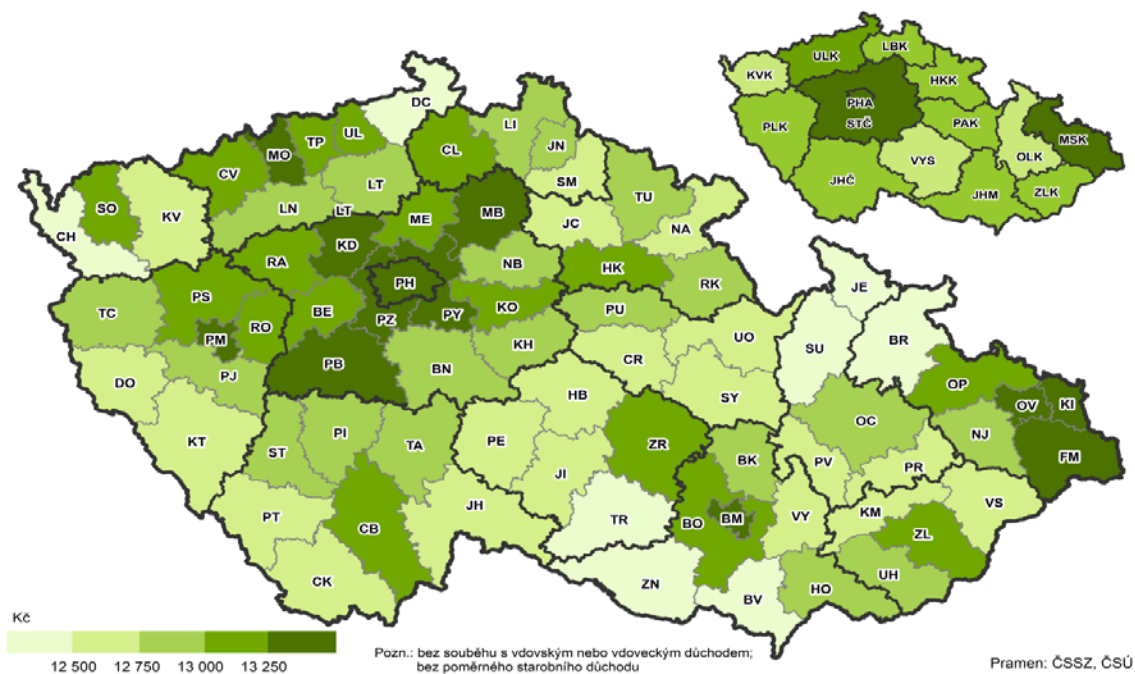 DC
LI
UL
TP
MO
CL
JN
CV
LT
SM
TU
SO
KV
LN
LT
ME
MB
JC
NA
CH
KD
RA
NB
HK
RK
PH
TC
PS
RO
BE
PZ
PY
KO
PU
PM
KH
UO
CR
DO
PJ
PB
BN
SY
HB
KT
ST
PI
TA
PE
ZR
JI
BK
PT
CB
JH
TR
BO
BM
VY
CK
ZN
BV
HO
JE
SU
BR
OP
OV
KI
OC
NJ
FM
PV
PR
KM
VS
ZL
UH
ULK
LBK
KVK
HKK
PHA
STČ
PLK
PAK
MSK
VYS
OLK
JHČ
JHM
ZLK
Kč
12 500 12 750 13 000 13 250
Pozn.: bez souběhu s vdovským nebo vdoveckým důchodem;
bez poměrného starobního důchodu
Pramen: ČSSZ, ČSÚ